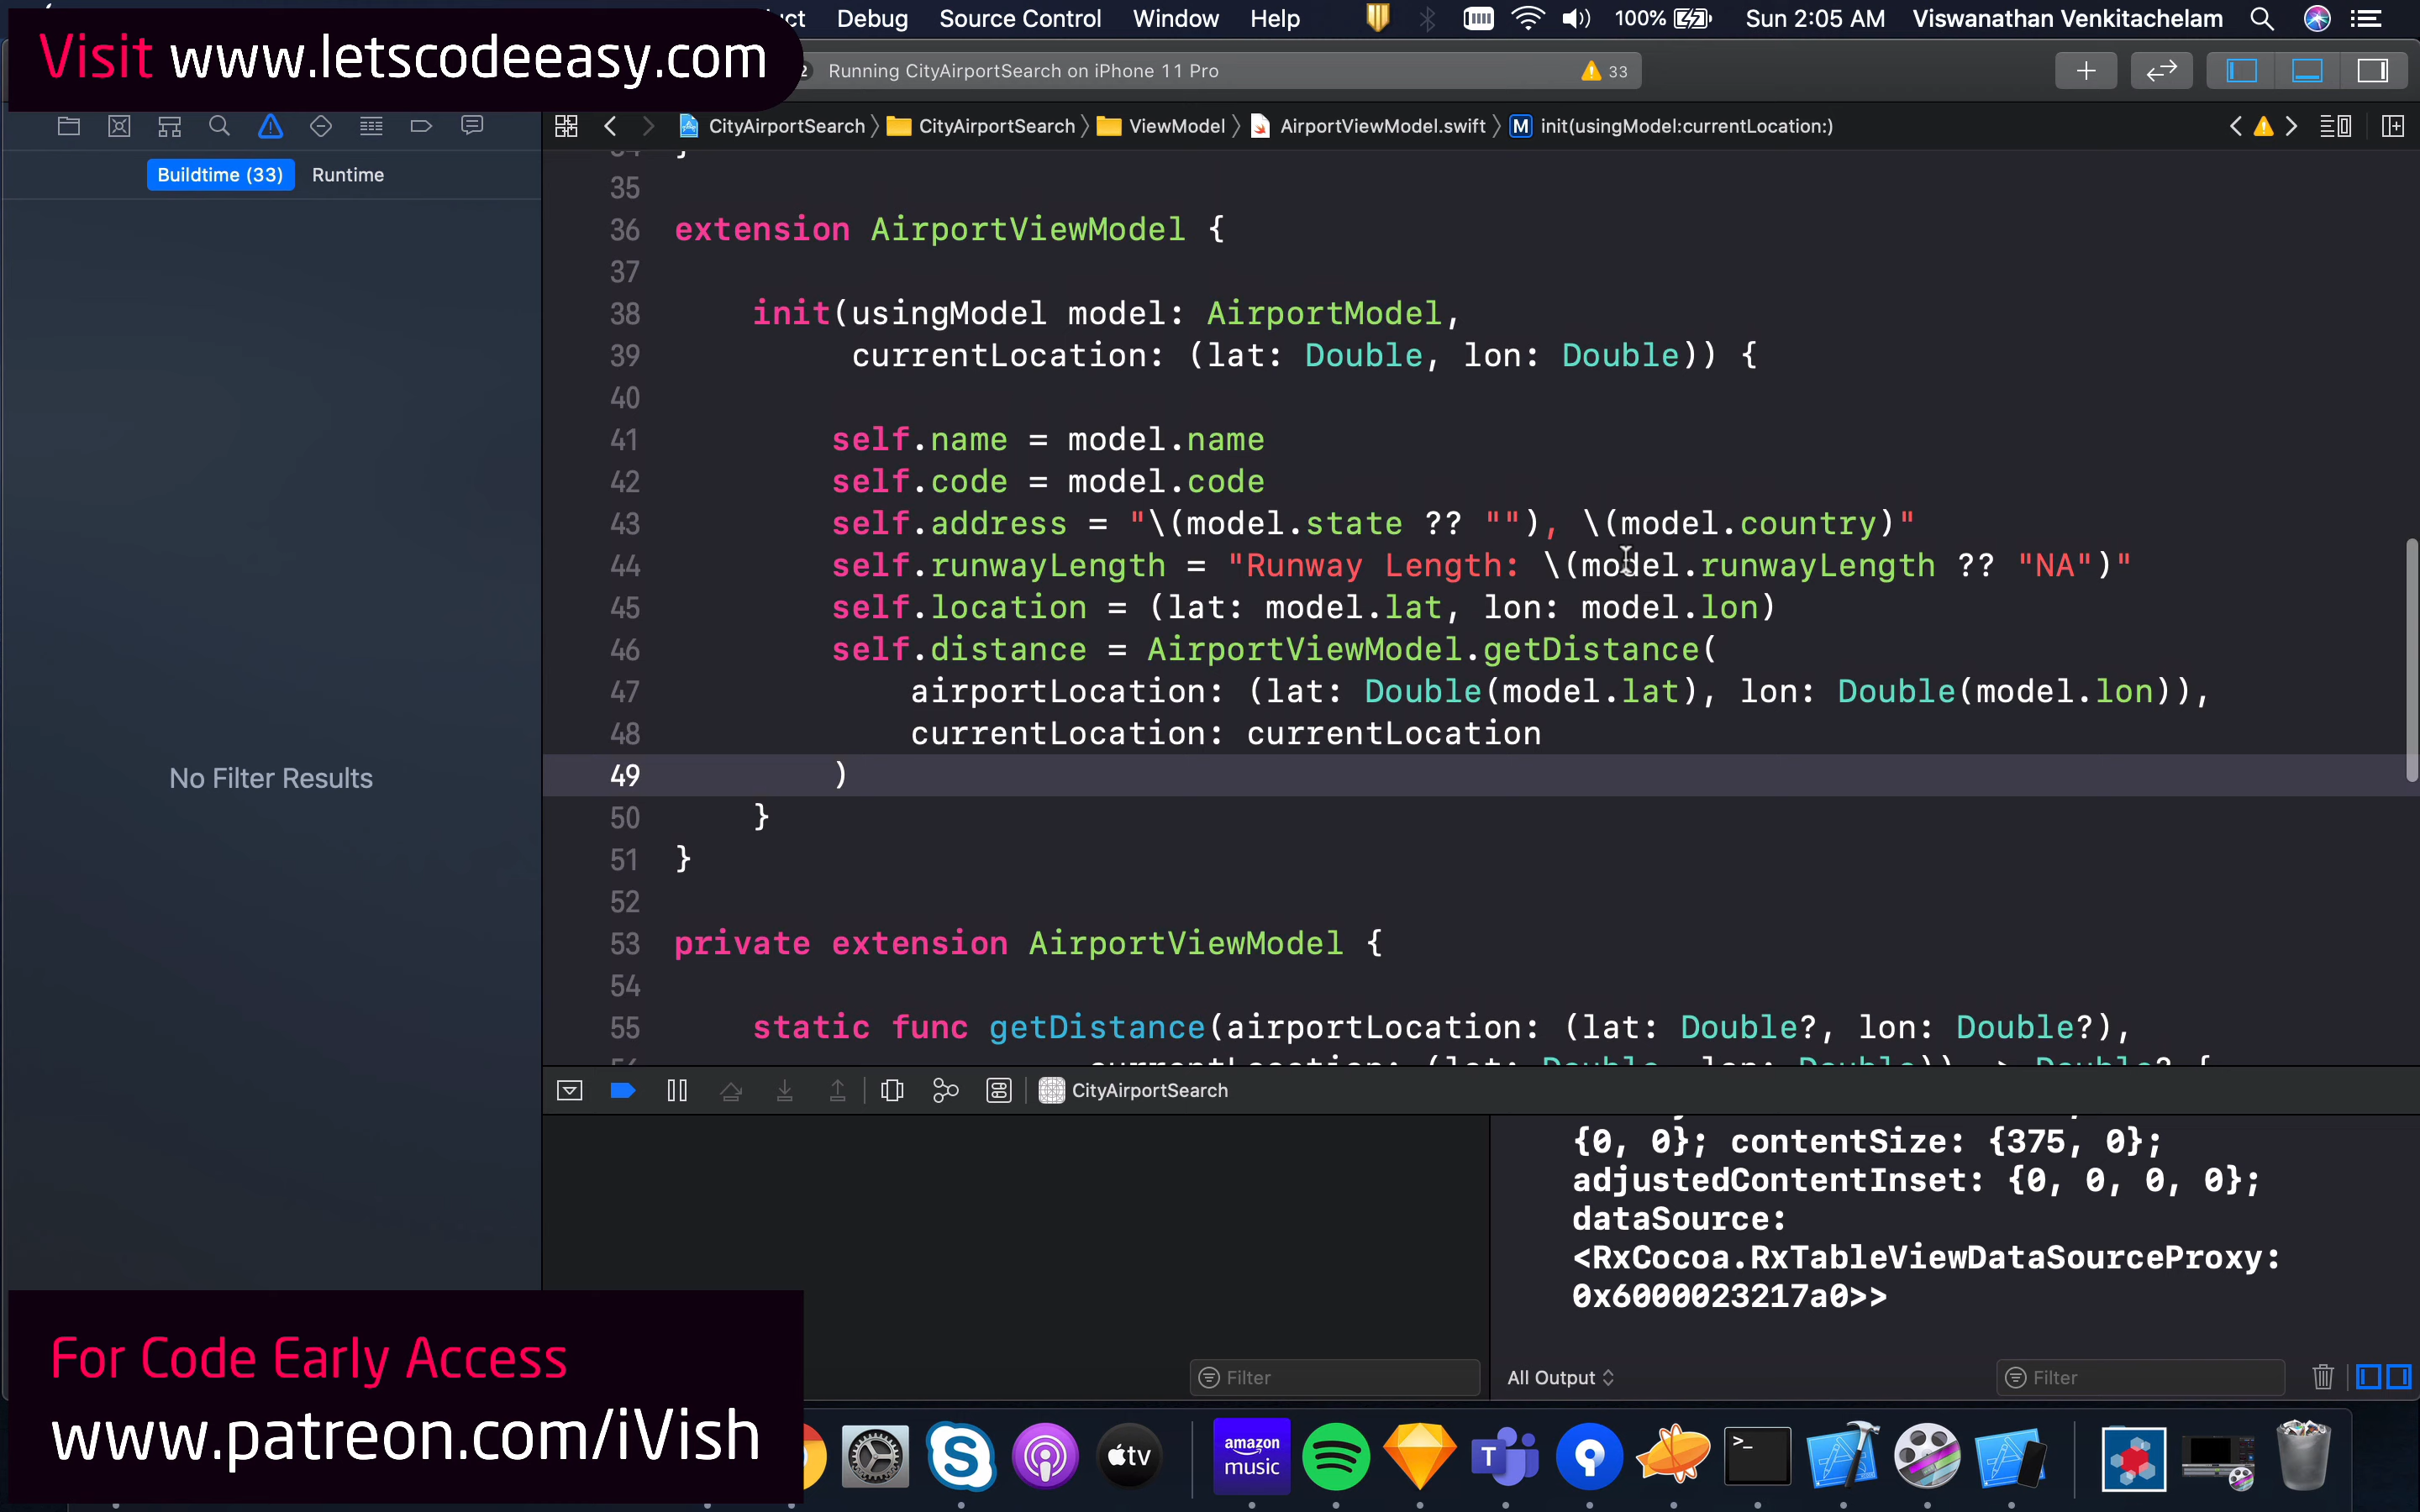 Visit www.letscodeeasy.com
Debug Source Control Window Help 100% Sun 2:05 AM Viswanathan Venkitachelam
Running CityAirportSearch on iPhone 11 Pro 33
CityAirportSearch CityAirportSearch ViewModel AirportViewModel.swift M init(usingModel:currentLocation:)
Buildtime (33) Runtime
No Filter Results
35
36 extension AirportViewModel {
37
38 init(usingModel model: AirportModel,
39 currentLocation: (lat: Double, lon: Double)) {
40
41 self.name = model.name
42 self.code = model.code
43 self.address = "\(model.state ?? ""), \(model.country)"
44 self.runwayLength = "Runway Length: \(model.runwayLength ?? "NA")"
45 self.location = (lat: model.lat, lon: model.lon)
46 self.distance = AirportViewModel.getDistance(
47 airportLocation: (lat: Double(model.lat), lon: Double(model.lon)),
48 currentLocation: currentLocation
49 )
50 }
51 }
52
53 private extension AirportViewModel {
54
55 static func getDistance(airportLocation: (lat: Double?, lon: Double?),
CityAirportSearch
{0, 0}; contentSize: {375, 0};
adjustedContentInset: {0, 0, 0, 0};
dataSource:
<RxCocoa.RxTableViewDataSourceProxy:
0x6000023217a0>>
Filter
All Output
Filter
For Code Early Access
www.patreon.com/iVish
tv
amazon
music